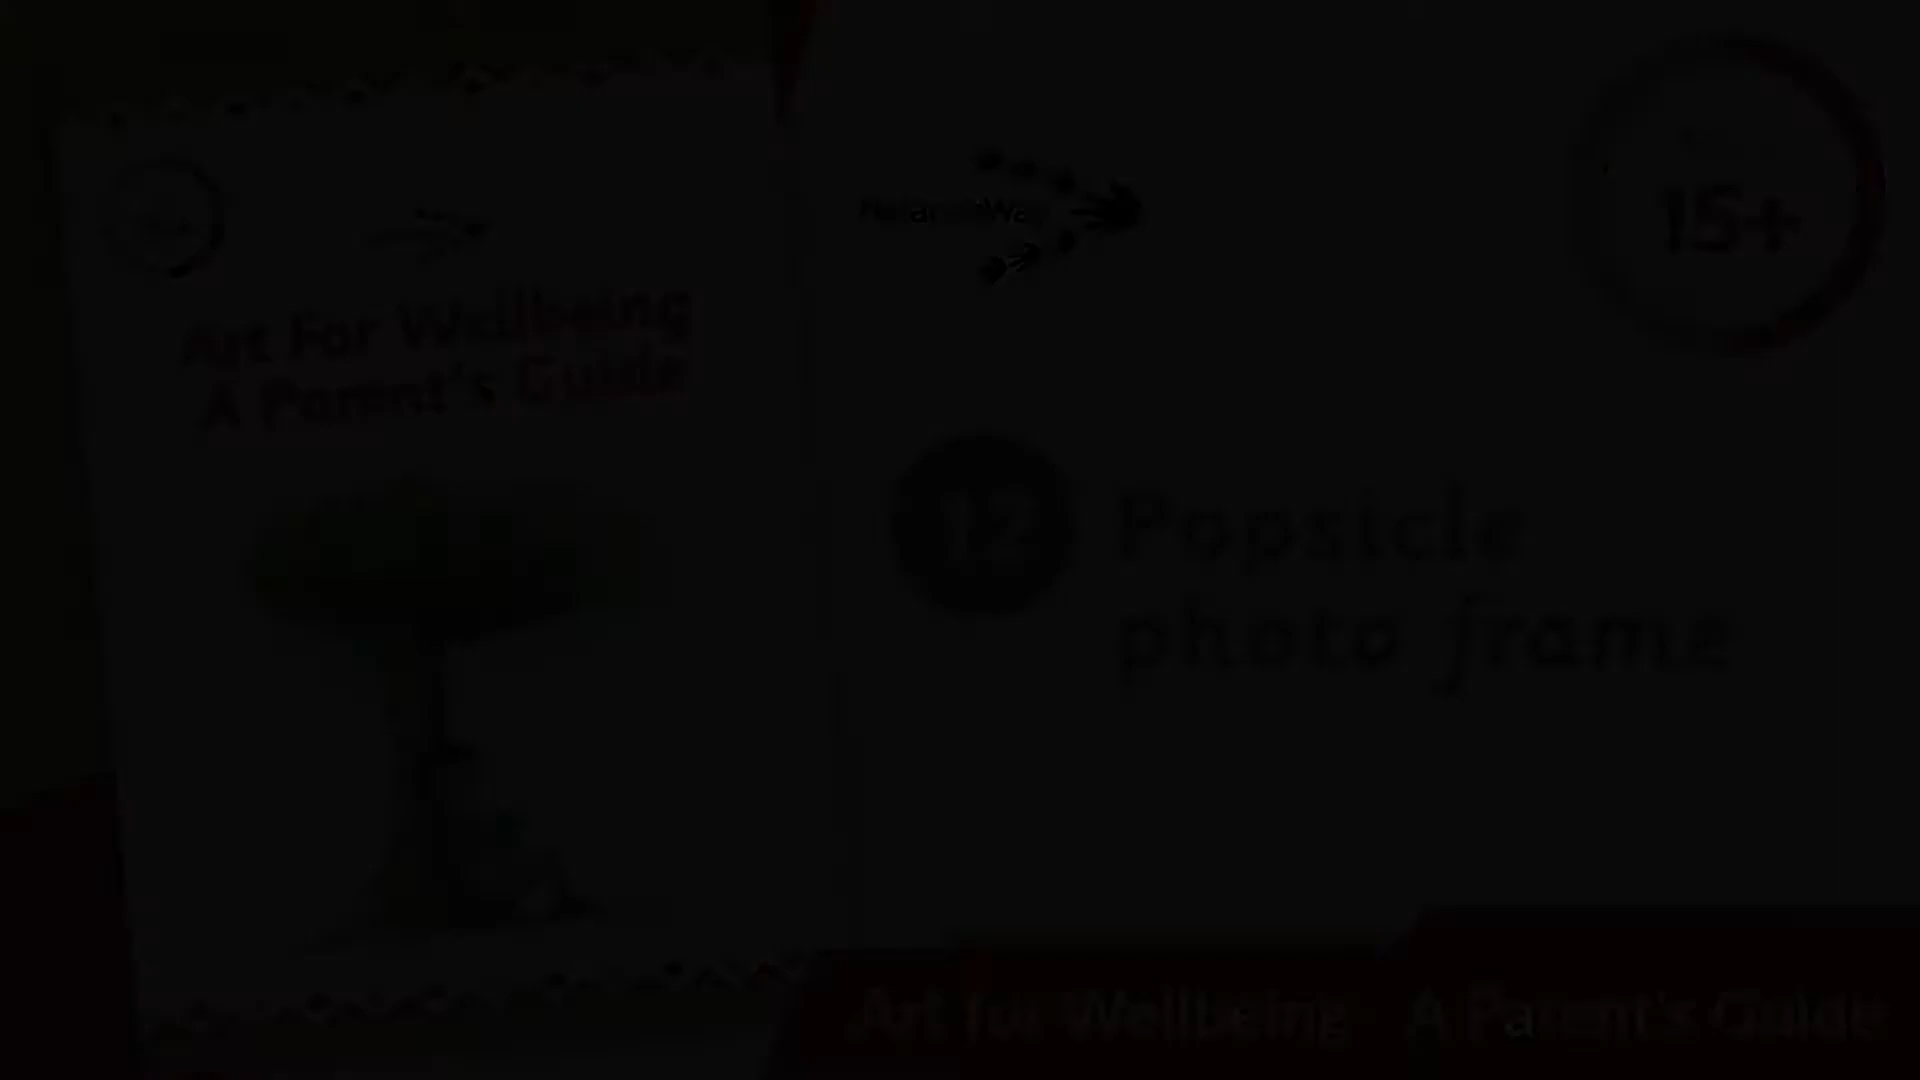 Art For Wellbeing
A Parent's Guide
15+
12
Popsicle
photo frame
Art for Wellbeing A Parent's Guide